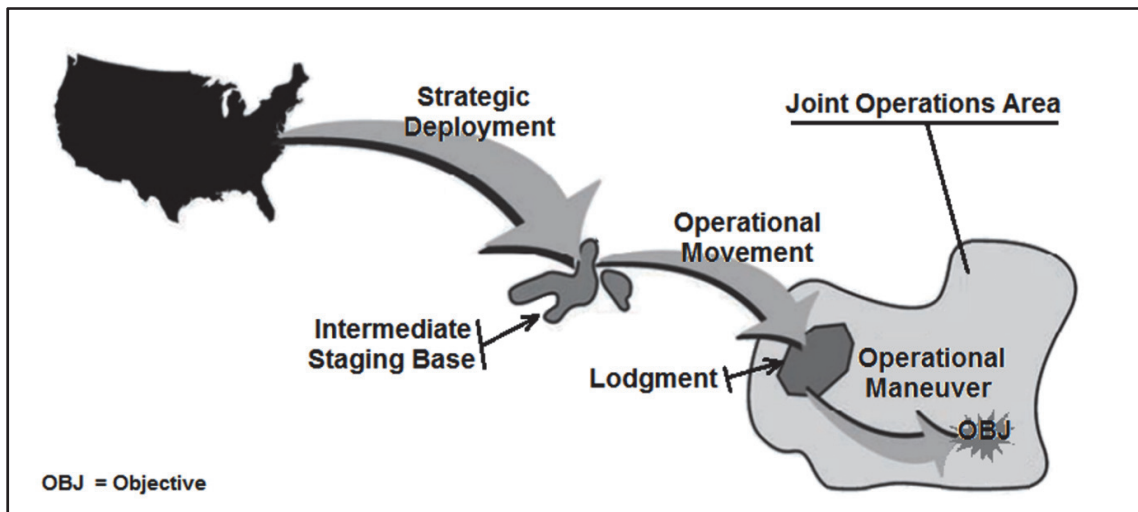 Strategic
Deployment
Joint Operations Area
Operational
Movement
Intermediate
Staging Base
Lodgment
Operational
Maneuver
OBJ
OBJ = Objective